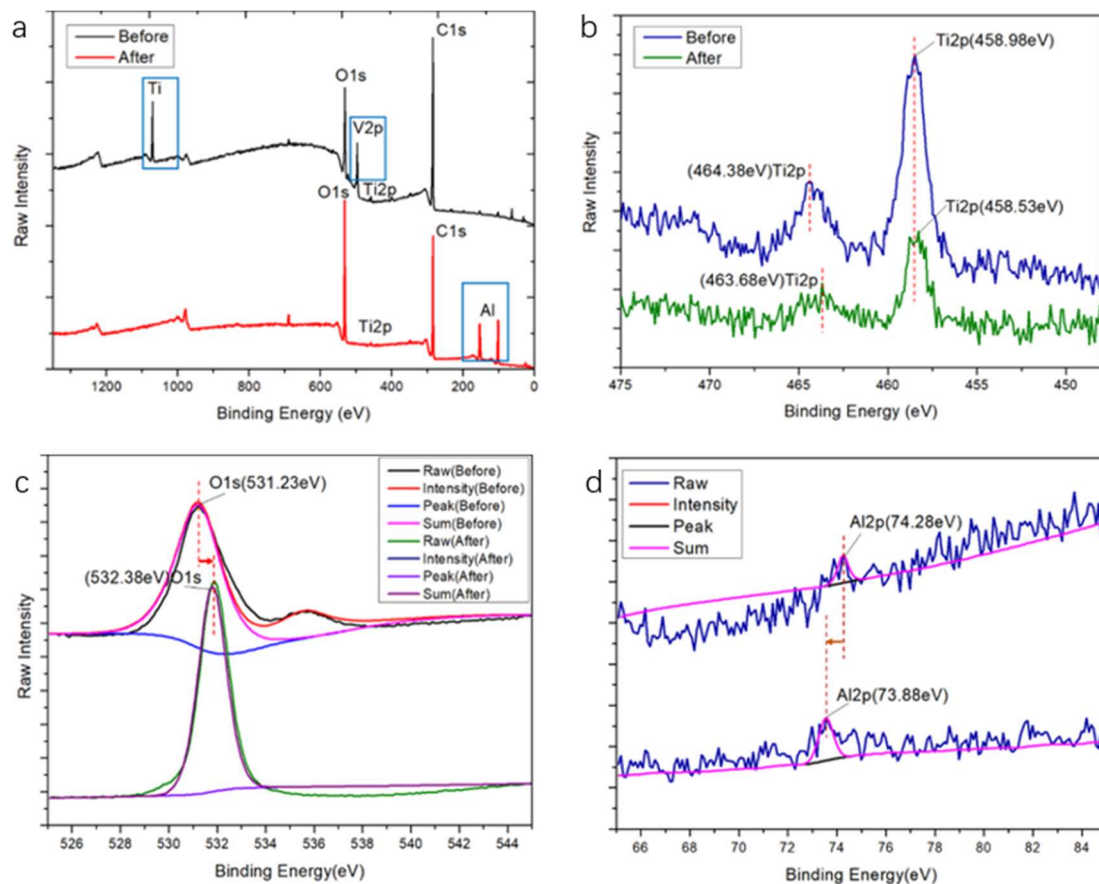 a
Before
After
Ti
O1s
V2p
Ti2p
C1s
O1s
Ti2p
C1s
Al
Raw Intensity
1200 1000 800 600 400 200 0
Binding Energy (eV)
b
Before
After
Ti2p(458.98eV)
(464.38eV)Ti2p
Ti2p(458.53eV)
(463.68eV)Ti2p
Raw Intensity
475 470 465 460 455 450
Binding Energy (eV)
c
O1s(531.23eV)
(532.38eV)O1s
Raw(Before)
Intensity(Before)
Peak(Before)
Sum(Before)
Raw(After)
Intensity(After)
Peak(After)
Sum(After)
Raw Intensity
526 528 530 532 534 536 538 540 542 544
Binding Energy(eV)
d
Raw
Intensity
Peak
Sum
Al2p(74.28eV)
Al2p(73.88eV)
66 68 70 72 74 76 78 80 82 84
Binding Energy(eV)